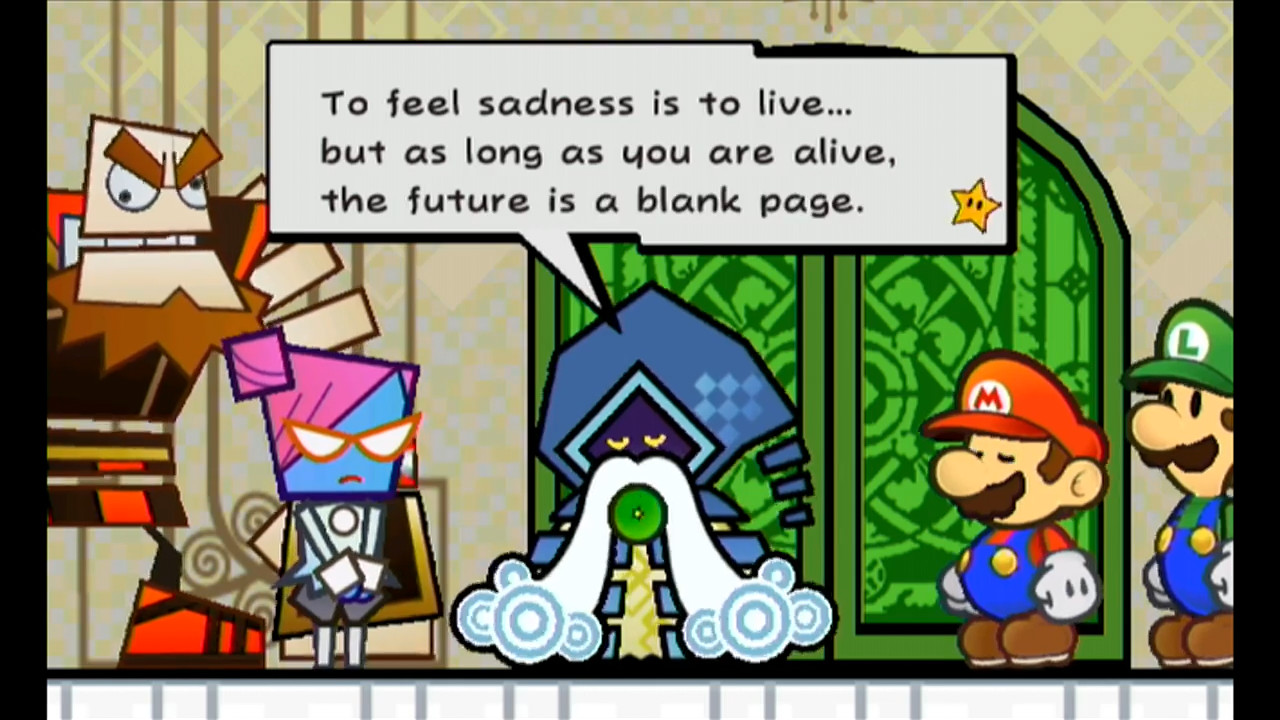 To feel sadness is to live...
but as long as you are alive,
the future is a blank page.
M
L